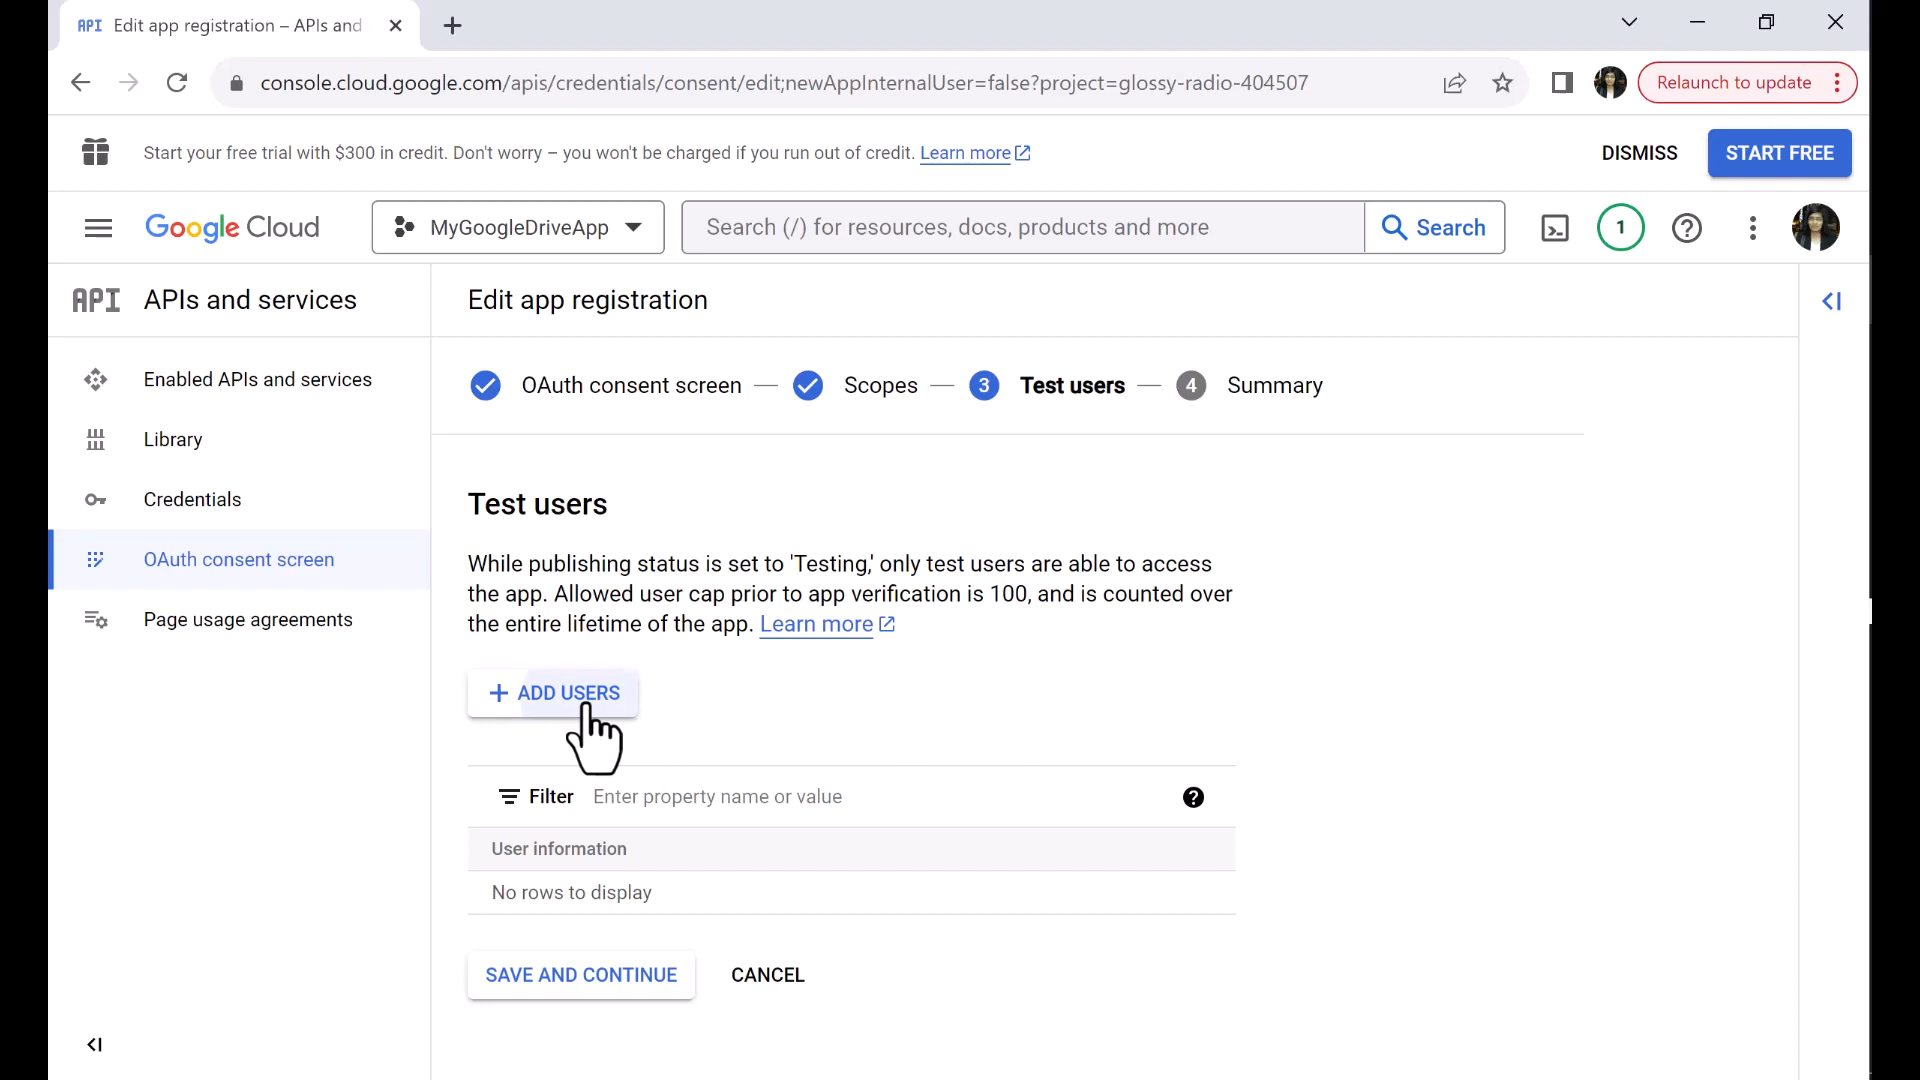 API Edit app registration – APIs and
console.cloud.google.com/apis/credentials/consent/edit;newAppInternalUser=false?project=glossy-radio-404507
Relaunch to update
Start your free trial with $300 in credit. Don't worry – you won't be charged if you run out of credit. Learn more
DISMISS
START FREE
Google Cloud
MyGoogleDriveApp
Search (/) for resources, docs, products and more
Search
1
API APIs and services
Edit app registration
Enabled APIs and services
Library
Credentials
OAuth consent screen
Page usage agreements
OAuth consent screen — Scopes — 3 Test users — 4 Summary
Test users
While publishing status is set to 'Testing,' only test users are able to access
the app. Allowed user cap prior to app verification is 100, and is counted over
the entire lifetime of the app. Learn more
+ ADD USERS
Filter Enter property name or value
User information
No rows to display
SAVE AND CONTINUE
CANCEL